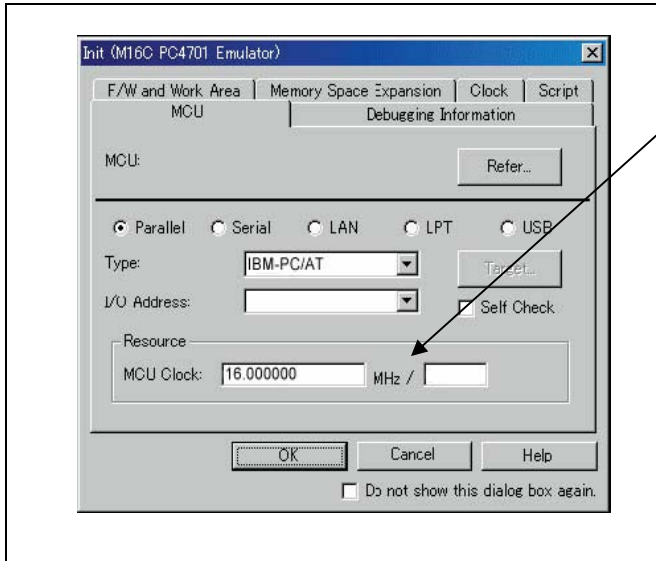 Init (M16C PC4701 Emulator)
F/W and Work Area Memory Space Expansion Clock Script
MCU Debugging Information
MCU: Refer...
Parallel Serial LAN LPT USB
Type: IBM-PC/AT Target...
I/O Address: Self Check
Resource
MCU Clock: 16.000000 MHz /
OK Cancel Help
Do not show this dialog box again.